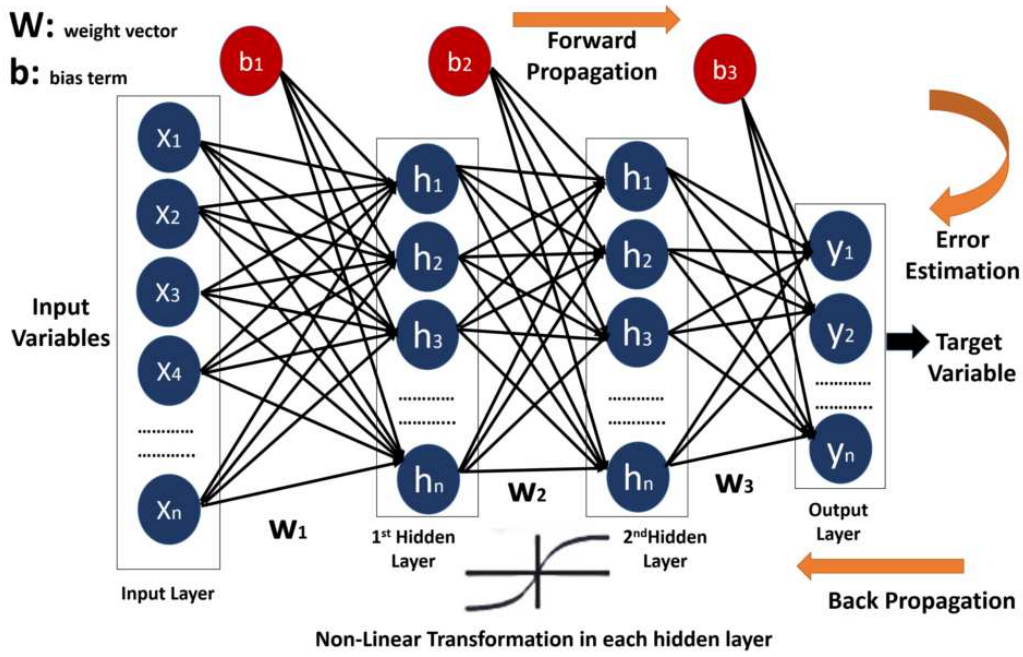 W: weight vector
b: bias term
b1
b2
b3
Forward
Propagation
Input
Variables
x1
x2
x3
x4
............
............
xn
Input Layer
W1
h1
h2
h3
............
............
hn
1st Hidden
Layer
W2
h1
h2
h3
............
............
hn
2ndHidden
Layer
W3
y1
y2
............
............
yn
Output
Layer
Error
Estimation
Target
Variable
Back Propagation
Non-Linear Transformation in each hidden layer